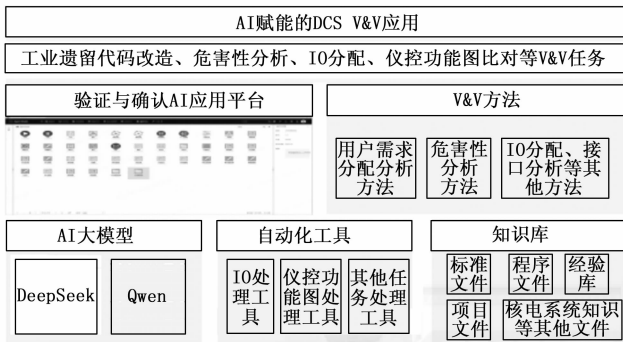 AI赋能的DCS V&V应用
工业遗留代码改造、危害性分析、IO分配、仪控功能图比对等V&V任务
验证与确认AI应用平台
V&V方法
用户需求
分配分析
方法
危害性
分析
方法
IO分配、接
口分析等其
他方法
AI大模型
自动化工具
知识库
DeepSeek
Qwen
IO处
理工
具
仪控功
能图处
理工具
其他任
务处理
工具
标准
文件
程序
文件
经验
库
项目
文件
核电系统知识
等其他文件